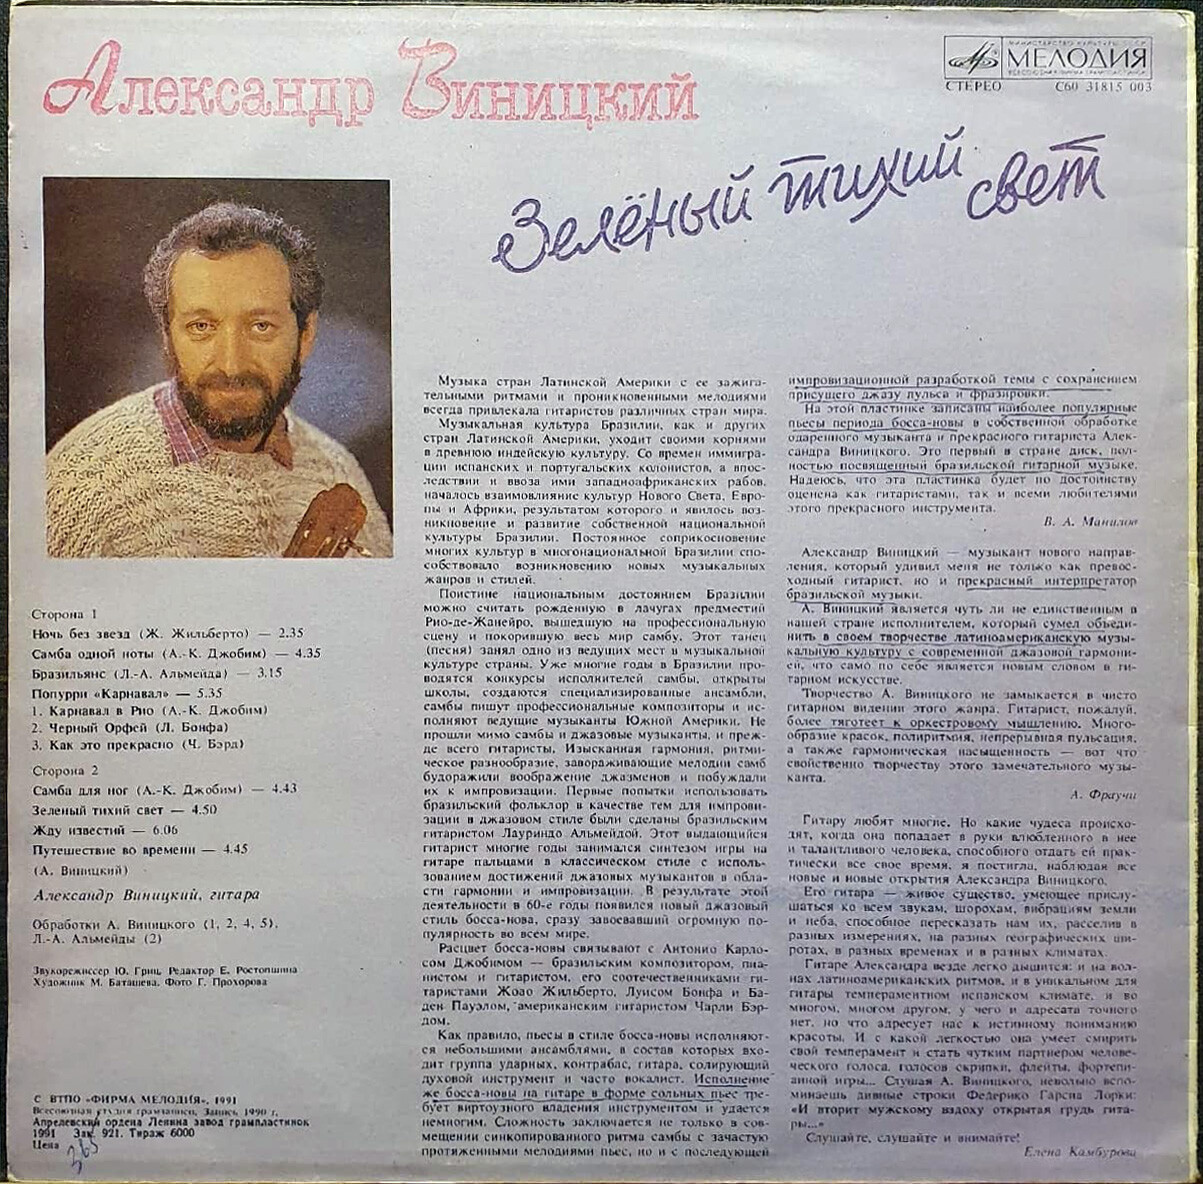 Александр Виницкий
МИНИСТЕРСТВО КУЛЬТУРЫ СССР
МЕЛОДИЯ
СТЕРЕО С60 31815 003
Зелёный тихий
свет
Сторона 1
Ночь без звезд (Ж. Жильберто) — 2.35
Самба одной ноты (А.-К. Джобим) — 4.35
Бразильянс (Л.-А. Альмейда) — 3.15
Попурри «Карнавал» — 5.35
1. Карнавал в Рио (А.-К. Джобим)
2. Черный Орфей (Л. Бонфа)
3. Как это прекрасно (Ч. Бэрд)
Сторона 2
Самба для ног (А.-К. Джобим) — 4.43
Зеленый тихий свет — 4.50
Жду известий — 6.06
Путешествие во времени — 4.45
(А. Виницкий)
Александр Виницкий, гитара
Обработки А. Виницкого (1, 2, 4, 5),
Л.-А. Альмейды (2)
Звукорежиссер Ю. Гриц. Редактор Е. Ростопшина
Художник М. Баташева. Фото Г. Прохорова
С ВТПО «ФИРМА МЕЛОДИЯ», 1991
Всесоюзная студия грамзаписи. Запись 1990 г.
Апрелевский ордена Ленина завод грампластинок
1991 Зак. 921. Тираж 6000
Цена
Музыка стран Латинской Америки с ее зажига-
тельными ритмами и проникновенными мелодиями
всегда привлекала гитаристов различных стран мира.
Музыкальная культура Бразилии, как и других
стран Латинской Америки, уходит своими корнями
в древнюю индейскую культуру. Со времен иммигра-
ции испанских и португальских колонистов, а впос-
ледствии и ввоза ими западноафриканских рабов,
началось взаимовлияние культур Нового Света, Евро-
пы и Африки, результатом которого и явилось воз-
никновение и развитие собственной национальной
культуры Бразилии. Постоянное соприкосновение
многих культур в многонациональной Бразилии спо-
собствовало возникновению новых музыкальных
жанров и стилей.
Поистине национальным достоянием Бразилии
можно считать рожденную в лачугах предместий
Рио-де-Жанейро, вышедшую на профессиональную
сцену и покорившую весь мир самбу. Этот танец
(песня) занял одно из ведущих мест в музыкальной
культуре страны. Уже многие годы в Бразилии про-
водятся конкурсы исполнителей самбы, открыты
школы, создаются специализированные ансамбли,
самбы пишут профессиональные композиторы и ис-
полняют ведущие музыканты Южной Америки. Не
прошли мимо самбы и джазовые музыканты, и преж-
де всего гитаристы. Изысканная гармония, ритми-
ческое разнообразие, завораживающие мелодии самб
будоражили воображение джазменов и побуждали
их к импровизации. Первые попытки использовать
бразильский фольклор в качестве тем для импрови-
зации в джазовом стиле были сделаны бразильским
гитаристом Лауриндо Альмейдой. Этот выдающийся
гитарист многие годы занимался синтезом игры на
гитаре пальцами в классическом стиле с исполь-
зованием достижений джазовых музыкантов в обла-
сти гармонии и импровизации. В результате этой
деятельности в 60-е годы появился новый джазовый
стиль босса-нова, сразу завоевавший огромную по-
пулярность во всем мире.
Расцвет босса-новы связывают с Антонио Карло-
сом Джобимом — бразильским композитором, пиа-
нистом и гитаристом, его соотечественниками ги-
таристами Жоао Жильберто, Луисом Бонфа и Ба-
ден Пауэлом, американским гитаристом Чарли Бэр-
дом.
Как правило, пьесы в стиле босса-новы исполняют-
ся небольшими ансамблями, в состав которых вхо-
дит группа ударных, контрабас, гитара, солирующий
духовой инструмент и часто вокалист. Исполнение
же босса-новы на гитаре в форме сольных пьес тре-
бует виртуозного владения инструментом и удается
немногим. Сложность заключается не только в сов-
мещении синкопированного ритма самбы с зачастую
протяженными мелодиями пьес, но и с последующей
импровизационной разработкой темы с сохранением
присущего джазу пульса и фразировки.
На этой пластинке записаны наиболее популярные
пьесы периода босса-новы в собственной обработке
одаренного музыканта и прекрасного гитариста Алек-
сандра Виницкого. Это первый в стране диск, пол-
ностью посвященный бразильской гитарной музыке.
Надеюсь, что эта пластинка будет по достоинству
оценена как гитаристами, так и всеми любителями
этого прекрасного инструмента.
В. А. Манилов
Александр Виницкий — музыкант нового направ-
ления, который удивил меня не только как превос-
ходный гитарист, но и прекрасный интерпретатор
бразильской музыки.
А. Виницкий является чуть ли не единственным в
нашей стране исполнителем, который сумел объеди-
нить в своем творчестве латиноамериканскую музы-
кальную культуру с современной джазовой гармони-
ей, что само по себе является новым словом в ги-
тарном искусстве.
Творчество А. Виницкого не замыкается в чисто
гитарном видении этого жанра. Гитарист, пожалуй,
более тяготеет к оркестровому мышлению. Много-
образие красок, полиритмия, непрерывная пульсация,
а также гармоническая насыщенность — вот что
свойственно творчеству этого замечательного музы-
канта.
А. Фраучи
Гитару любят многие. Но какие чудеса происхо-
дят, когда она попадает в руки влюбленного в нее
и талантливого человека, способного отдать ей прак-
тически все свое время, я постигла, наблюдая все
новые и новые открытия Александра Виницкого.
Его гитара — живое существо, умеющее прислу-
шаться ко всем звукам, шорохам, вибрациям земли
и неба, способное пересказать нам их, расселив в
разных измерениях, на разных географических ши-
ротах, в разных временах и в разных климатах.
Гитаре Александра везде легко дышится: и на вол-
нах латиноамериканских ритмов, и в уникальном для
гитары темпераментном испанском климате, и во
многом, многом другом, у чего и адресата точного
нет, но что адресует нас к истинному пониманию
красоты. И с какой легкостью она умеет смирить
свой темперамент и стать чутким партнером челове-
ческого голоса, голосов скрипки, флейты, фортепи-
анной игры... Слушая А. Виницкого, невольно вспо-
минаешь дивные строки Федерико Гарсиа Лорки:
«И вторит мужскому вздоху открытая грудь гита-
ры...»
Слушайте, слушайте и внимайте!
Елена Камбурова